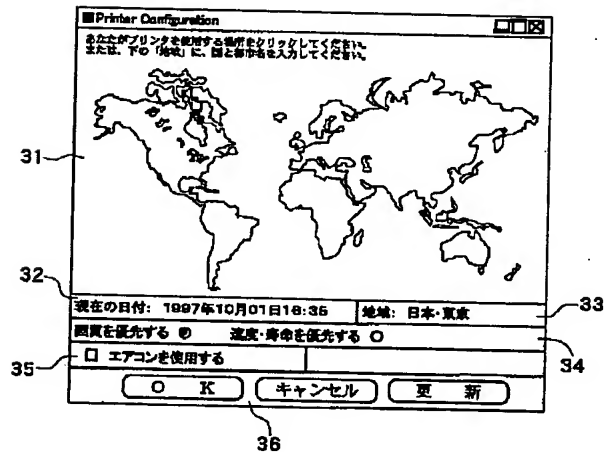 Printer Configuration
あなたがプリンタを使用する場所をクリックしてください。
または、下の「地域」に、国と都市名を入力してください。
31
32
現在の日付: 1997年10月01日16:35
地域: 日本・東京
33
画質を優先する
速度・寿命を優先する
34
35
エアコンを使用する
OK
キャンセル
更新
36